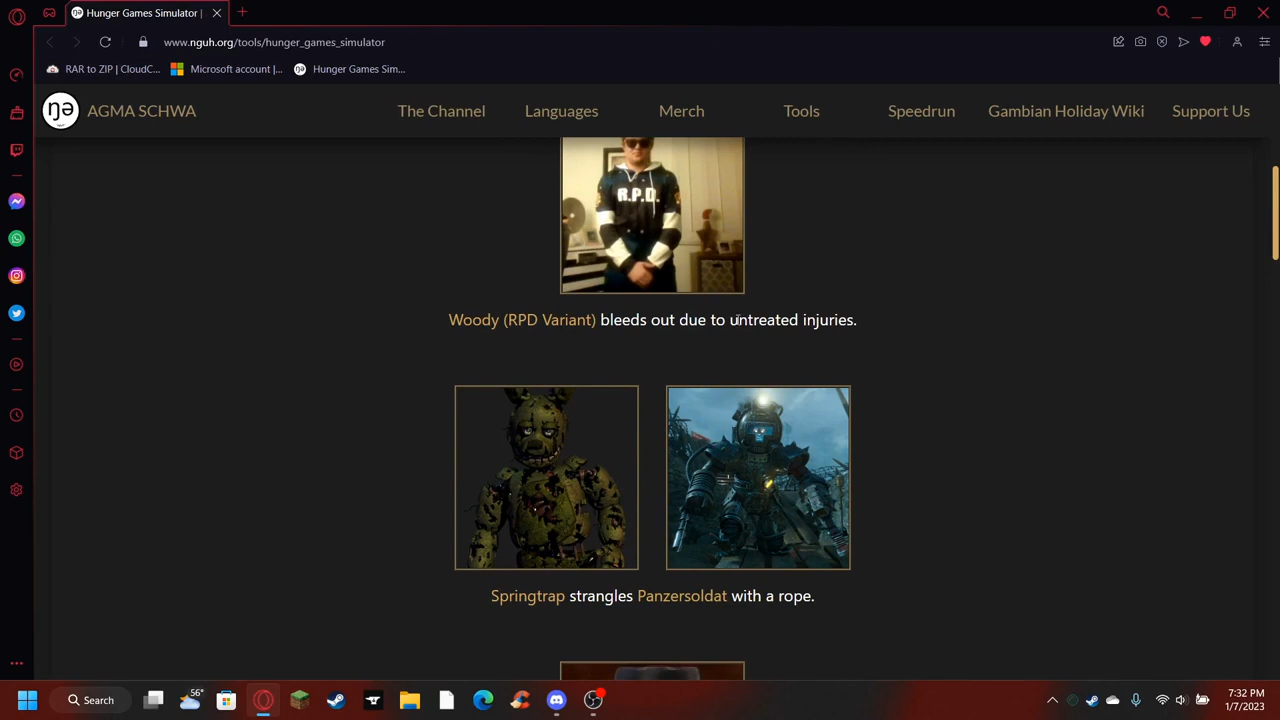 Hunger Games Simulator |
www.nguh.org/tools/hunger_games_simulator
RAR to ZIP | CloudC...
Microsoft account |...
Hunger Games Sim...
ŋə
AGMA SCHWA
The Channel
Languages
Merch
Tools
Speedrun
Gambian Holiday Wiki
Support Us
R.P.D.
Woody (RPD Variant) bleeds out due to untreated injuries.
Springtrap strangles Panzersoldat with a rope.
56°
Search
7:32 PM
1/7/2023